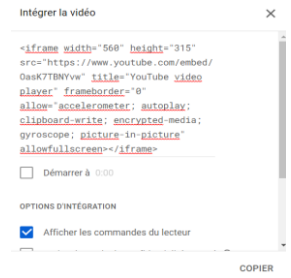 Intégrer la vidéo
<iframe width="560" height="315"
src="https://www.youtube.com/embed/
OasK7TBNYvw" title="YouTube video
player" frameborder="0"
allow="accelerometer; autoplay;
clipboard-write; encrypted-media;
gyroscope; picture-in-picture"
allowfullscreen></iframe>
Démarrer à 0:00
OPTIONS D'INTÉGRATION
Afficher les commandes du lecteur
COPIER